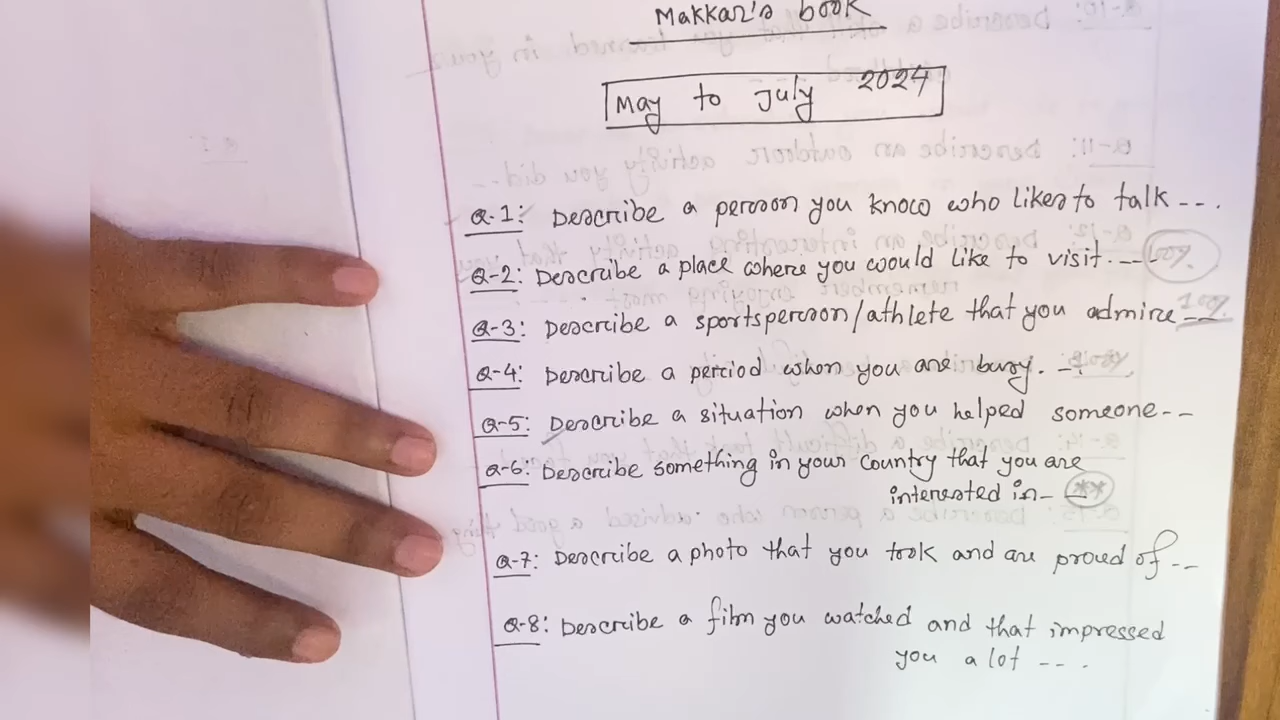 Makkar's book
May to July 2024
Q-1: Describe a person you know who likes to talk ---.
Q-2: Describe a place where you would like to visit.--
Q-3: Describe a sportsperson/athlete that you admire-- 100%
Q-4: Describe a period when you are busy. --.
Q-5: Describe a situation when you helped someone--
Q-6: Describe something in your country that you are
interested in- - **
Q-7: Describe a photo that you took and are proud of --
Q-8: Describe a film you watched and that impressed
you a lot ---.